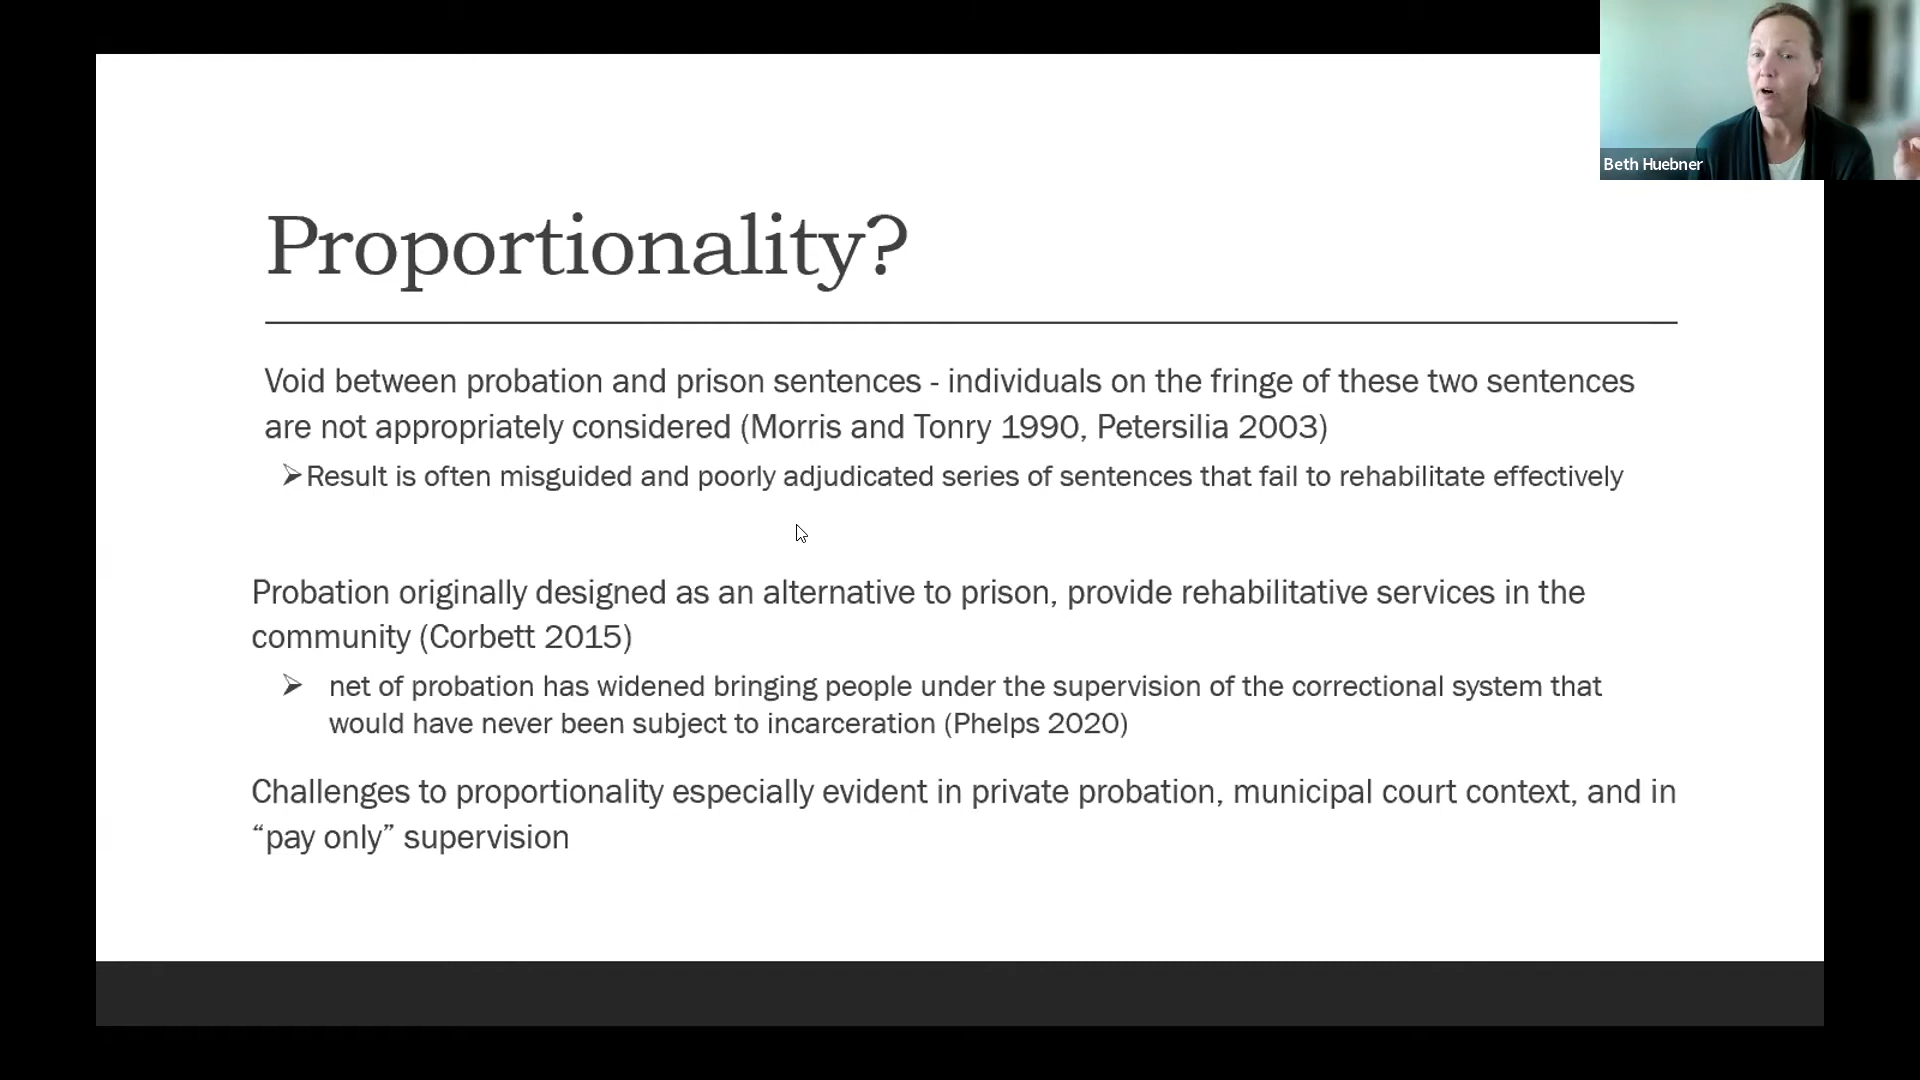 Beth Huebner
Proportionality?
Void between probation and prison sentences - individuals on the fringe of these two sentences
are not appropriately considered (Morris and Tonry 1990, Petersilia 2003)
➢Result is often misguided and poorly adjudicated series of sentences that fail to rehabilitate effectively
Probation originally designed as an alternative to prison, provide rehabilitative services in the
community (Corbett 2015)
➢ net of probation has widened bringing people under the supervision of the correctional system that
would have never been subject to incarceration (Phelps 2020)
Challenges to proportionality especially evident in private probation, municipal court context, and in
“pay only” supervision